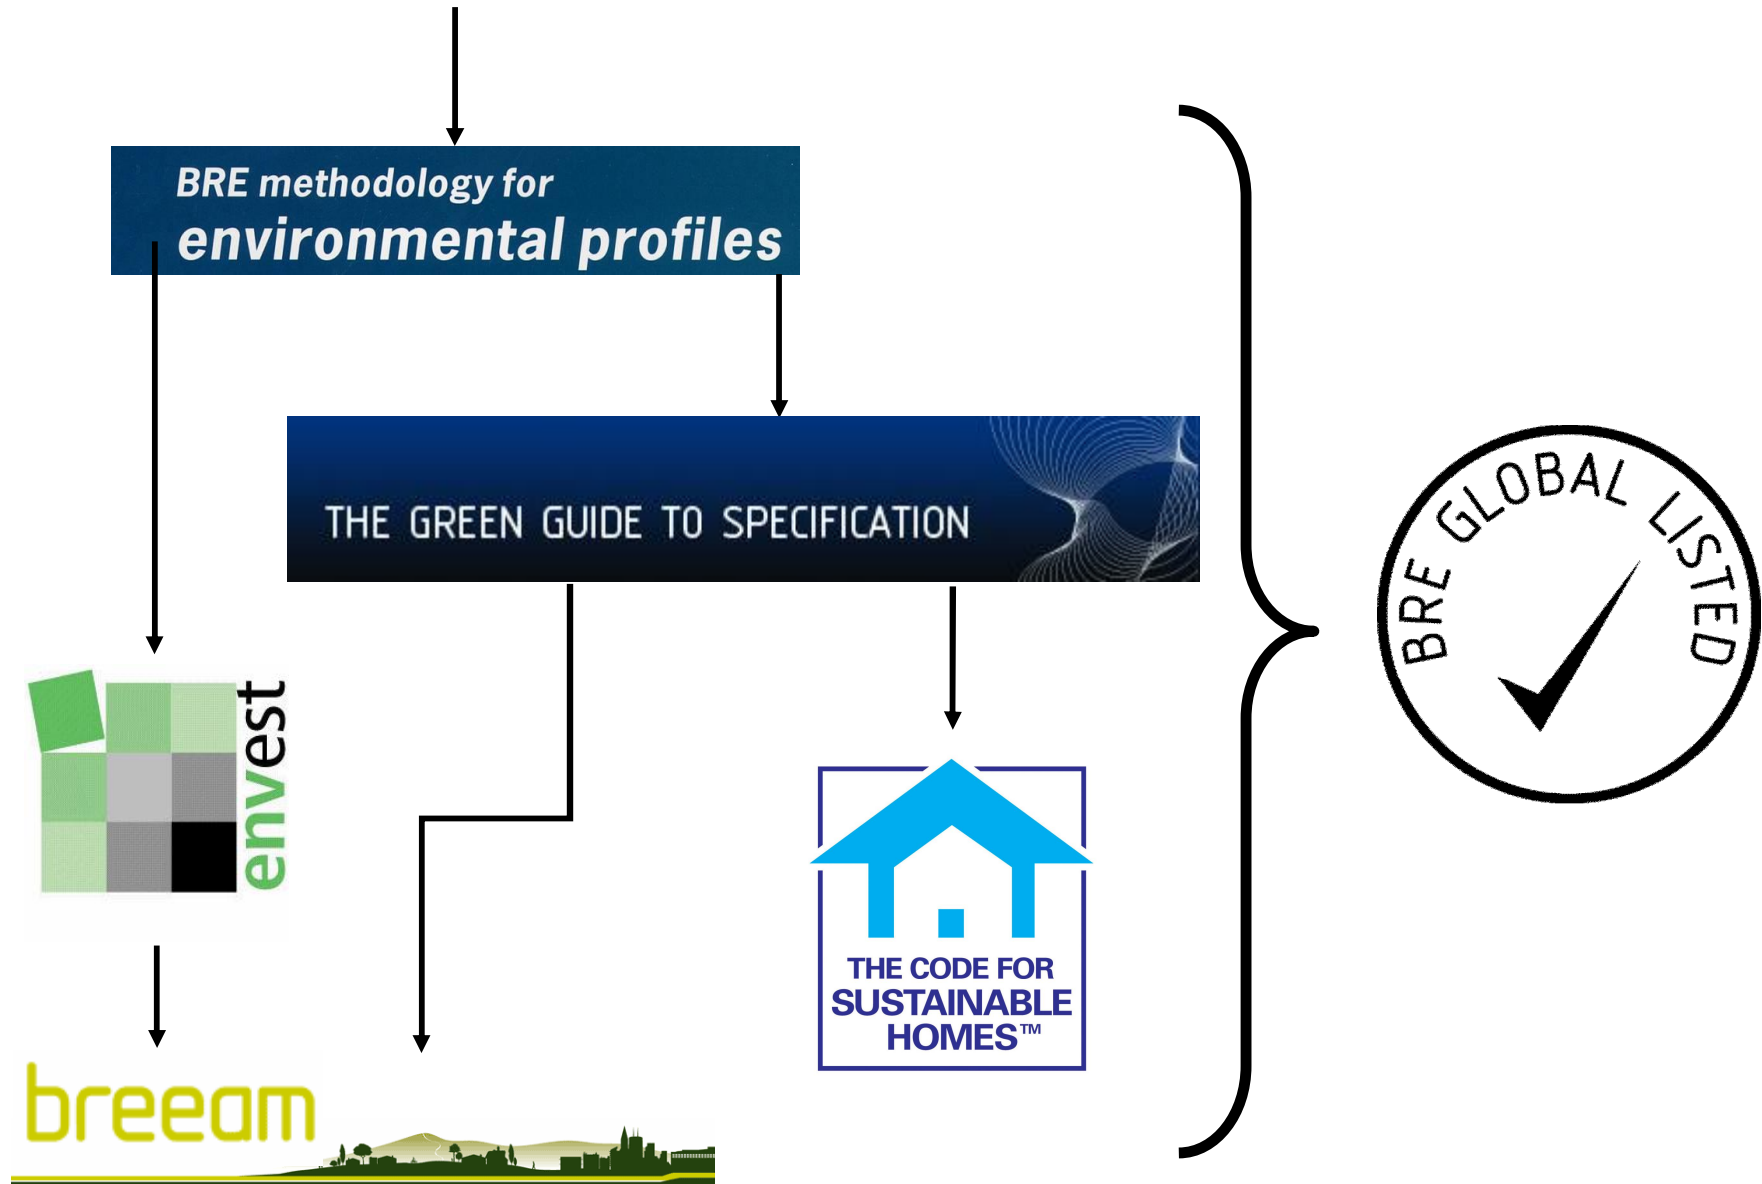 BRE methodology for
environmental profiles
THE GREEN GUIDE TO SPECIFICATION
BRE GLOBAL LISTED
envest
THE CODE FOR
SUSTAINABLE
HOMES™
breeam